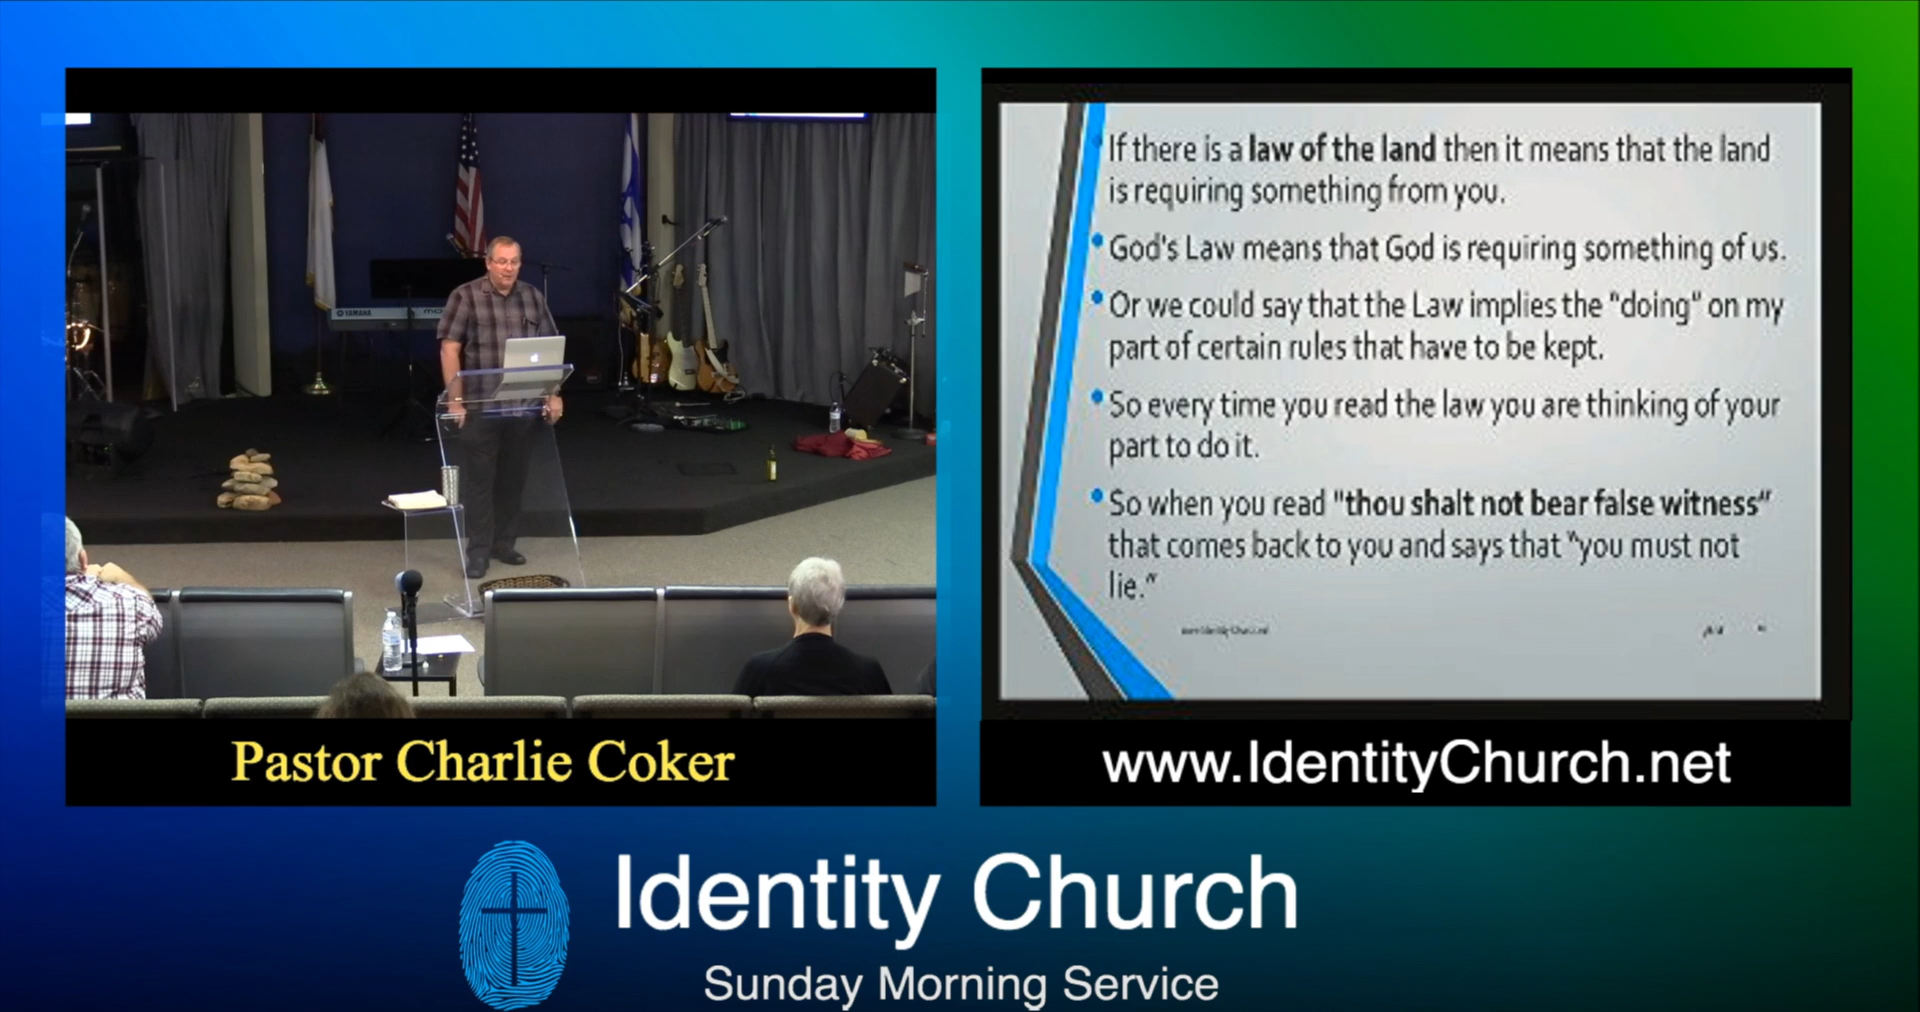 YAMAHA
If there is a law of the land then it means that the land
is requiring something from you.
God's Law means that God is requiring something of us.
Or we could say that the Law implies the "doing" on my
part of certain rules that have to be kept.
So every time you read the law you are thinking of your
part to do it.
So when you read "thou shalt not bear false witness"
that comes back to you and says that "you must not
lie."
Pastor Charlie Coker
www.IdentityChurch.net
Identity Church
Sunday Morning Service